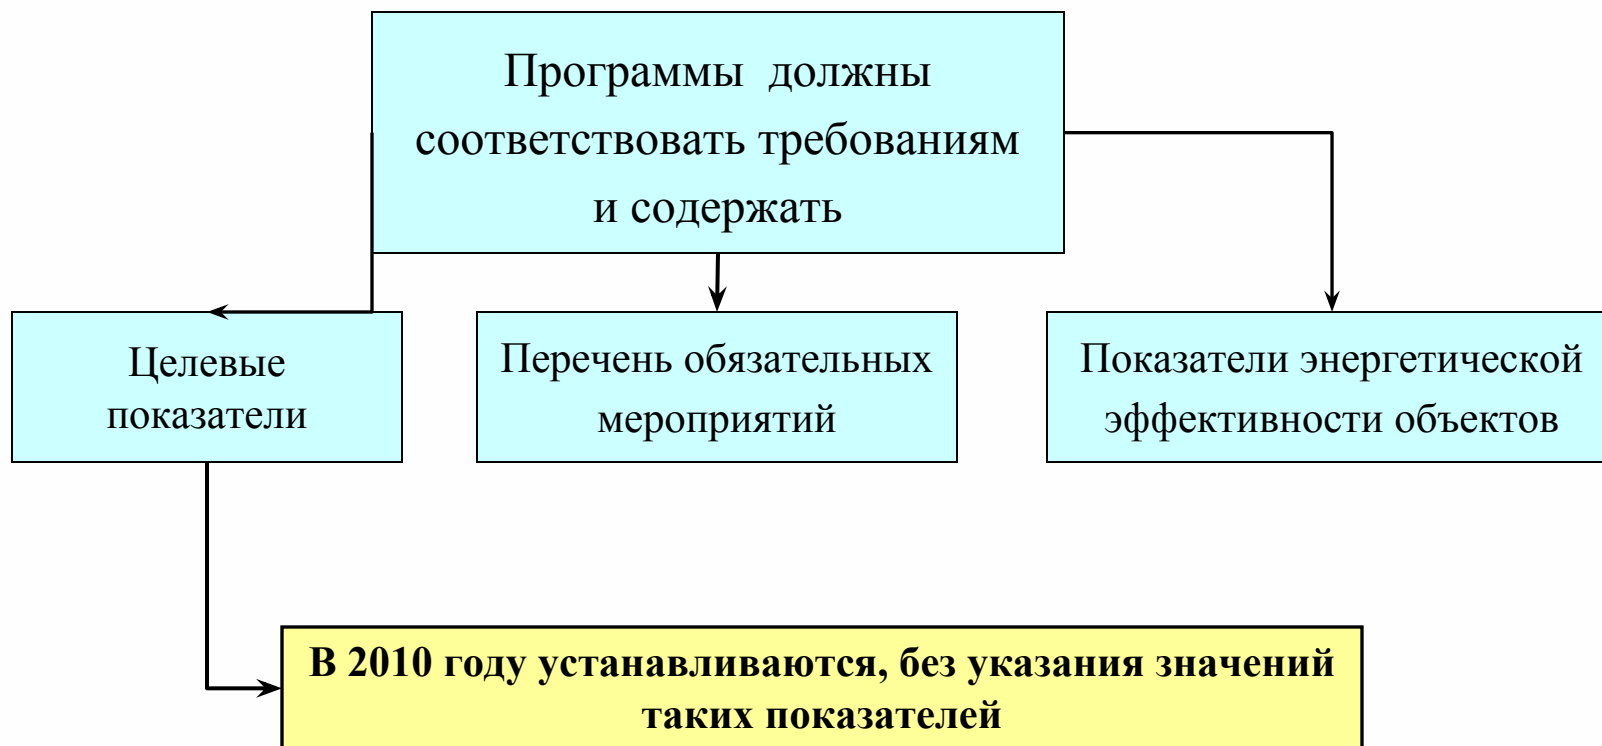 Программы должны
соответствовать требованиям
и содержать
Целевые
показатели
Перечень обязательных
мероприятий
Показатели энергетической
эффективности объектов
В 2010 году устанавливаются, без указания значений
таких показателей